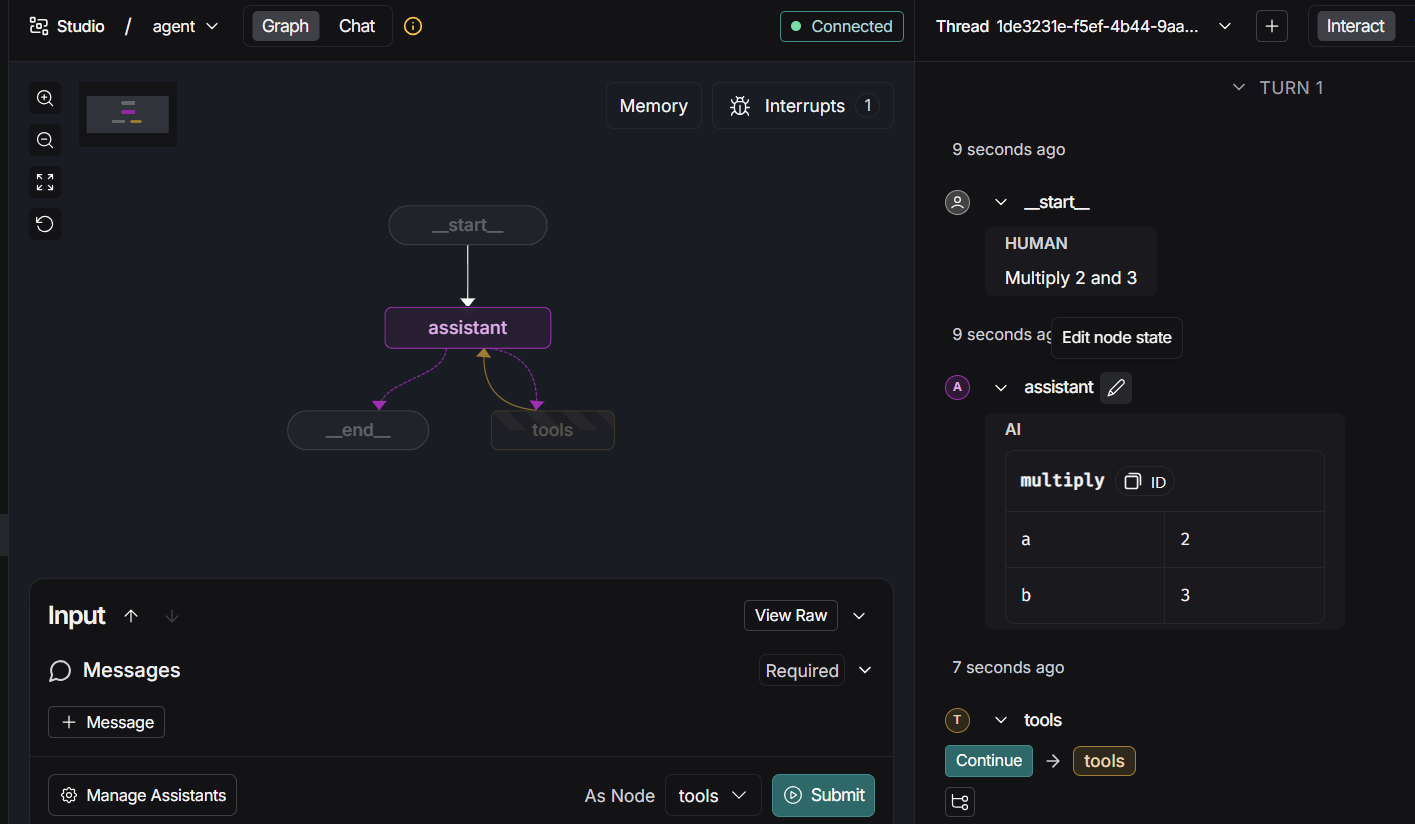 Studio / agent
Graph Chat
Connected
Memory
Interrupts 1
__start__
assistant
__end__
tools
Input
View Raw
Messages
Required
+ Message
Manage Assistants
As Node tools
Submit
Thread 1de3231e-f5ef-4b44-9aa...
+
Interact
TURN 1
9 seconds ago
__start__
HUMAN
Multiply 2 and 3
9 seconds
Edit node state
A assistant
AI
multiply ID
a 2
b 3
7 seconds ago
T tools
Continue → tools